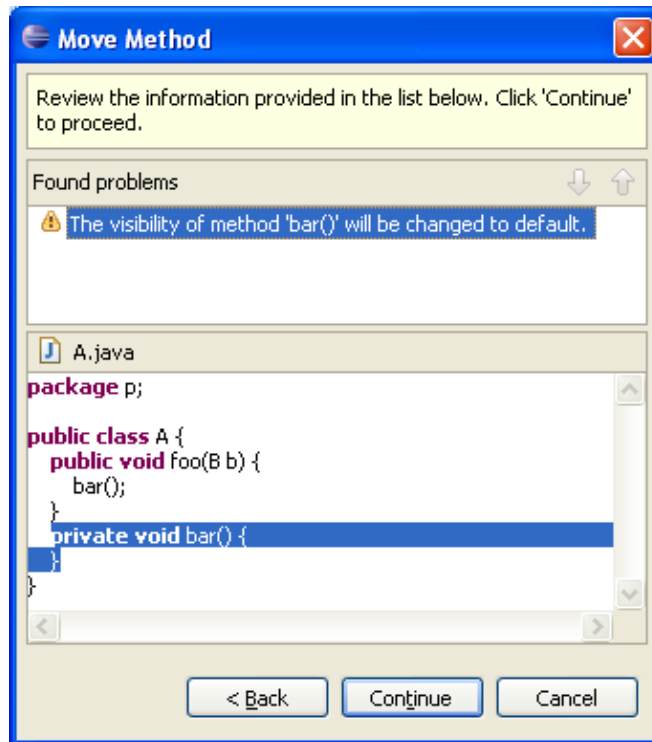 Move Method
Review the information provided in the list below. Click 'Continue'
to proceed.
Found problems
The visibility of method 'bar()' will be changed to default.
A.java
package p;
public class A {
public void foo(B b) {
bar();
}
private void bar() {
}
}
< Back
Continue
Cancel